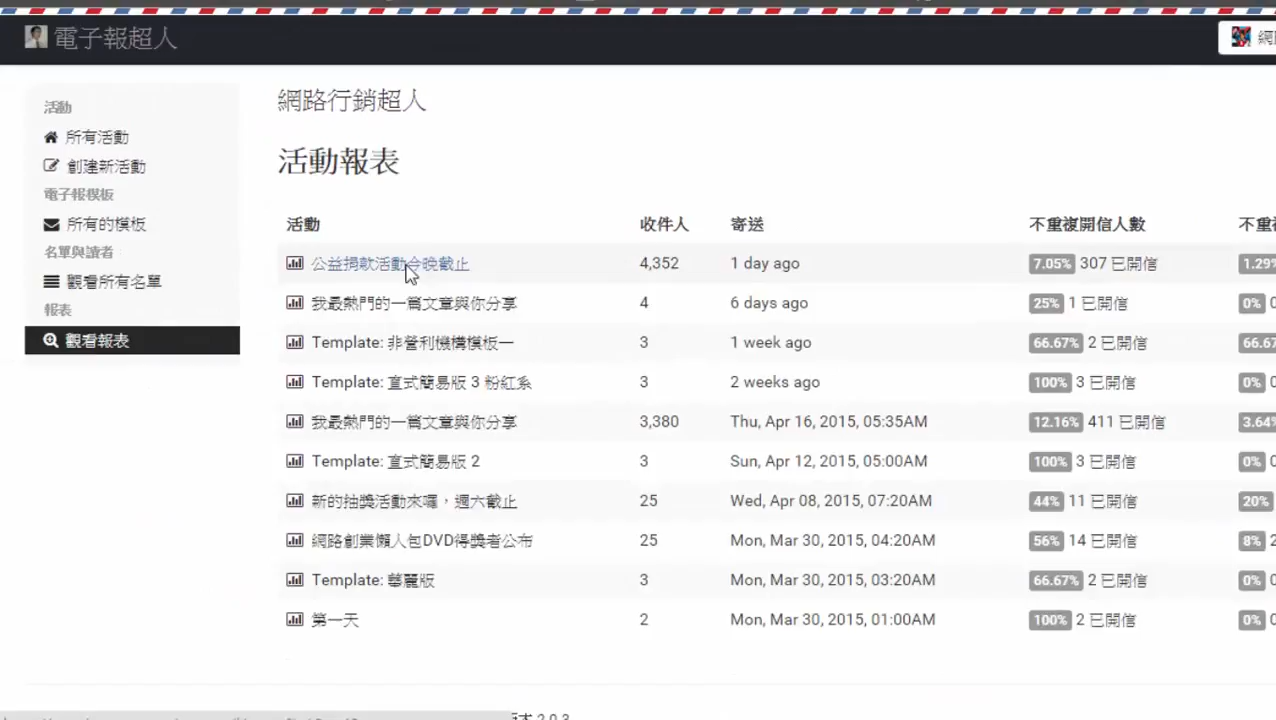 電子報超人
網
活動
所有活動
創建新活動
電子報模板
所有的模板
名單與讀者
觀看所有名單
報表
觀看報表
網路行銷超人
活動報表
活動 收件人 寄送 不重複開信人數 不重
公益捐款活動今晚截止 4,352 1 day ago 7.05% 307 已開信 1.29%
我最熱門的一篇文章與你分享 4 6 days ago 25% 1 已開信 0%
Template: 非營利機構模板一 3 1 week ago 66.67% 2 已開信 66.67
Template: 直式簡易版 3 粉紅系 3 2 weeks ago 100% 3 已開信 0%
我最熱門的一篇文章與你分享 3,380 Thu, Apr 16, 2015, 05:35AM 12.16% 411 已開信 3.64%
Template: 直式簡易版 2 3 Sun, Apr 12, 2015, 05:00AM 100% 3 已開信 0%
新的抽獎活動來囉，週六截止 25 Wed, Apr 08, 2015, 07:20AM 44% 11 已開信 20%
網路創業懶人包DVD得獎者公布 25 Mon, Mar 30, 2015, 04:20AM 56% 14 已開信 8% 2
Template: 華麗版 3 Mon, Mar 30, 2015, 03:20AM 66.67% 2 已開信 0%
第一天 2 Mon, Mar 30, 2015, 01:00AM 100% 2 已開信 0%
版本 2.0.3